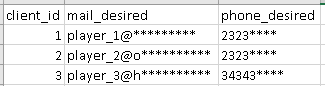 client_id mail_desired phone_desired
1 player_1@********* 2323****
2 player_2@o********** 2323****
3 player_3@h********* 34343****